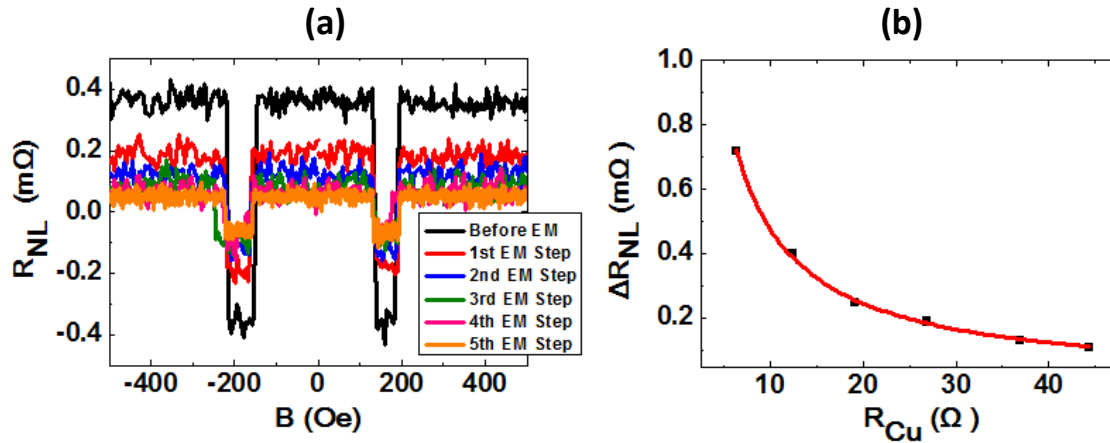 (a)
R_NL (mΩ)
0.4
0.2
0.0
-0.2
-0.4
-400
-200
0
200
400
B (Oe)
Before EM
1st EM Step
2nd EM Step
3rd EM Step
4th EM Step
5th EM Step
(b)
ΔR_NL (mΩ)
1.0
0.8
0.6
0.4
0.2
10
20
30
40
R_Cu (Ω)